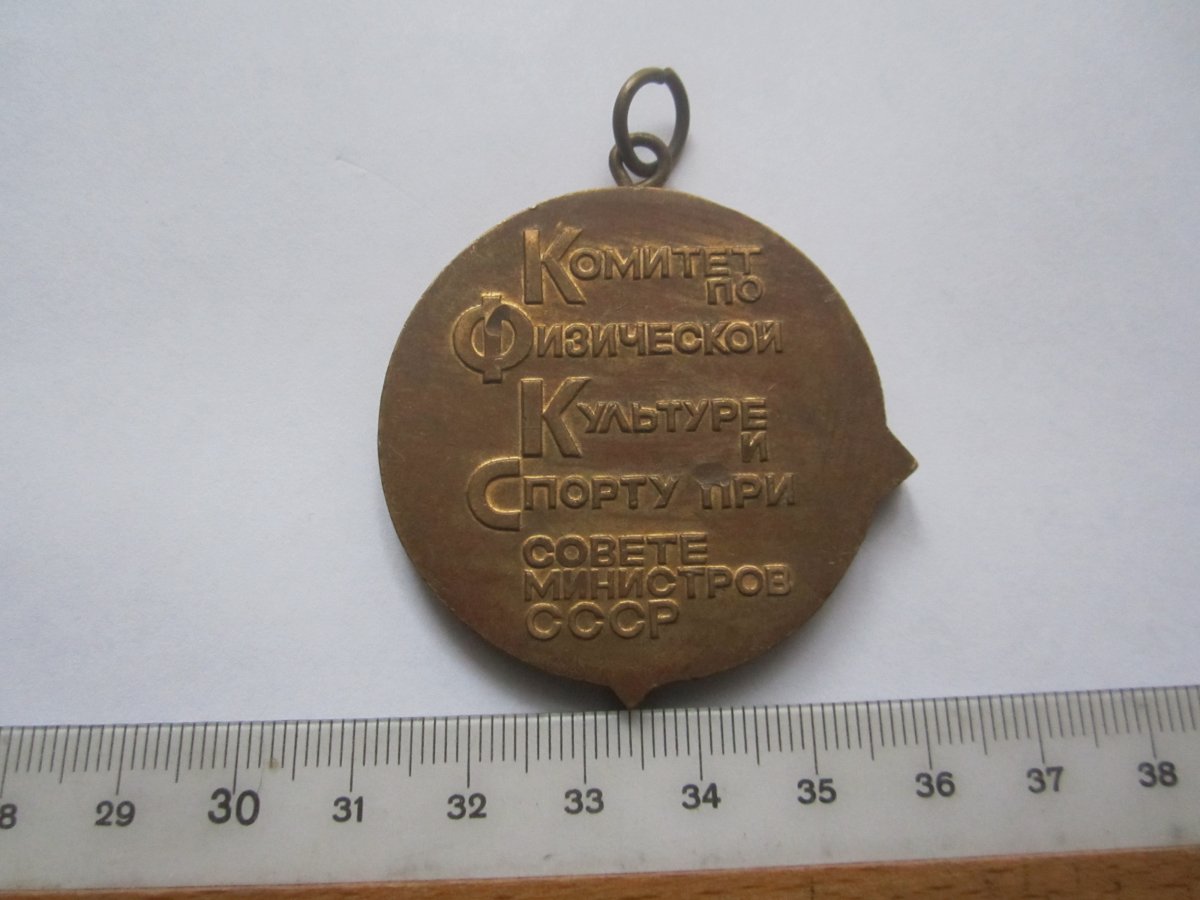 Комитет
по
Физической
Культуре
и
Спорту при
совете
министров
СССР
8 29 30 31 32 33 34 35 36 37 38